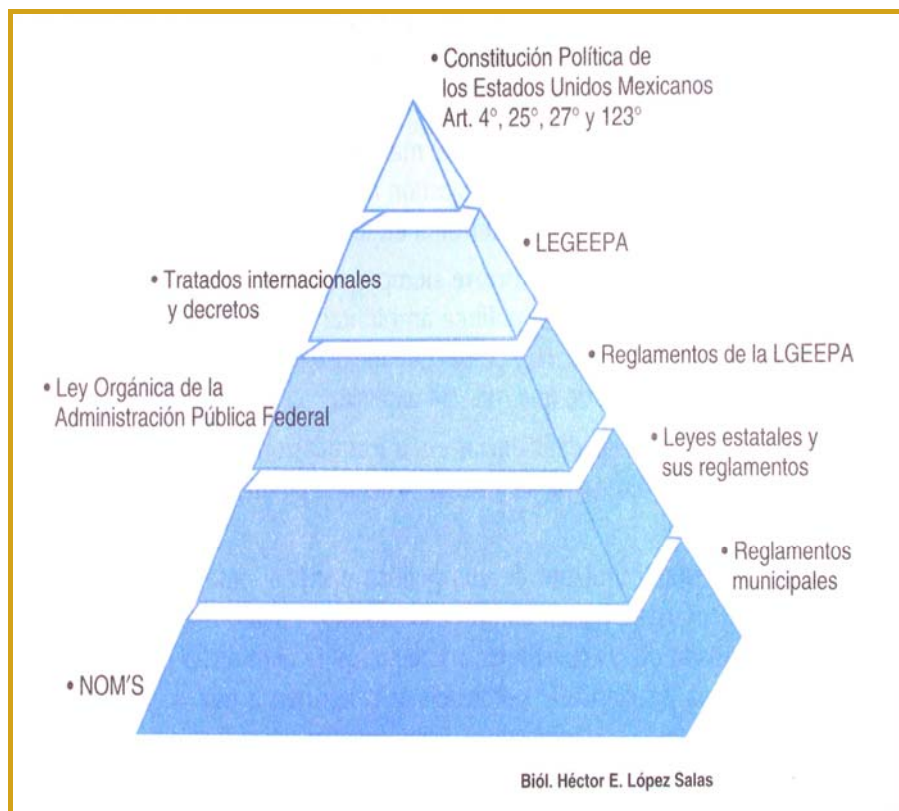 • Constitución Política de
los Estados Unidos Mexicanos
Art. 4°, 25°, 27° y 123°
• LEGEEPA
• Tratados internacionales
y decretos
• Reglamentos de la LGEEPA
• Ley Orgánica de la
Administración Pública Federal
• Leyes estatales y
sus reglamentos
• Reglamentos
municipales
• NOM'S
Biól. Héctor E. López Salas